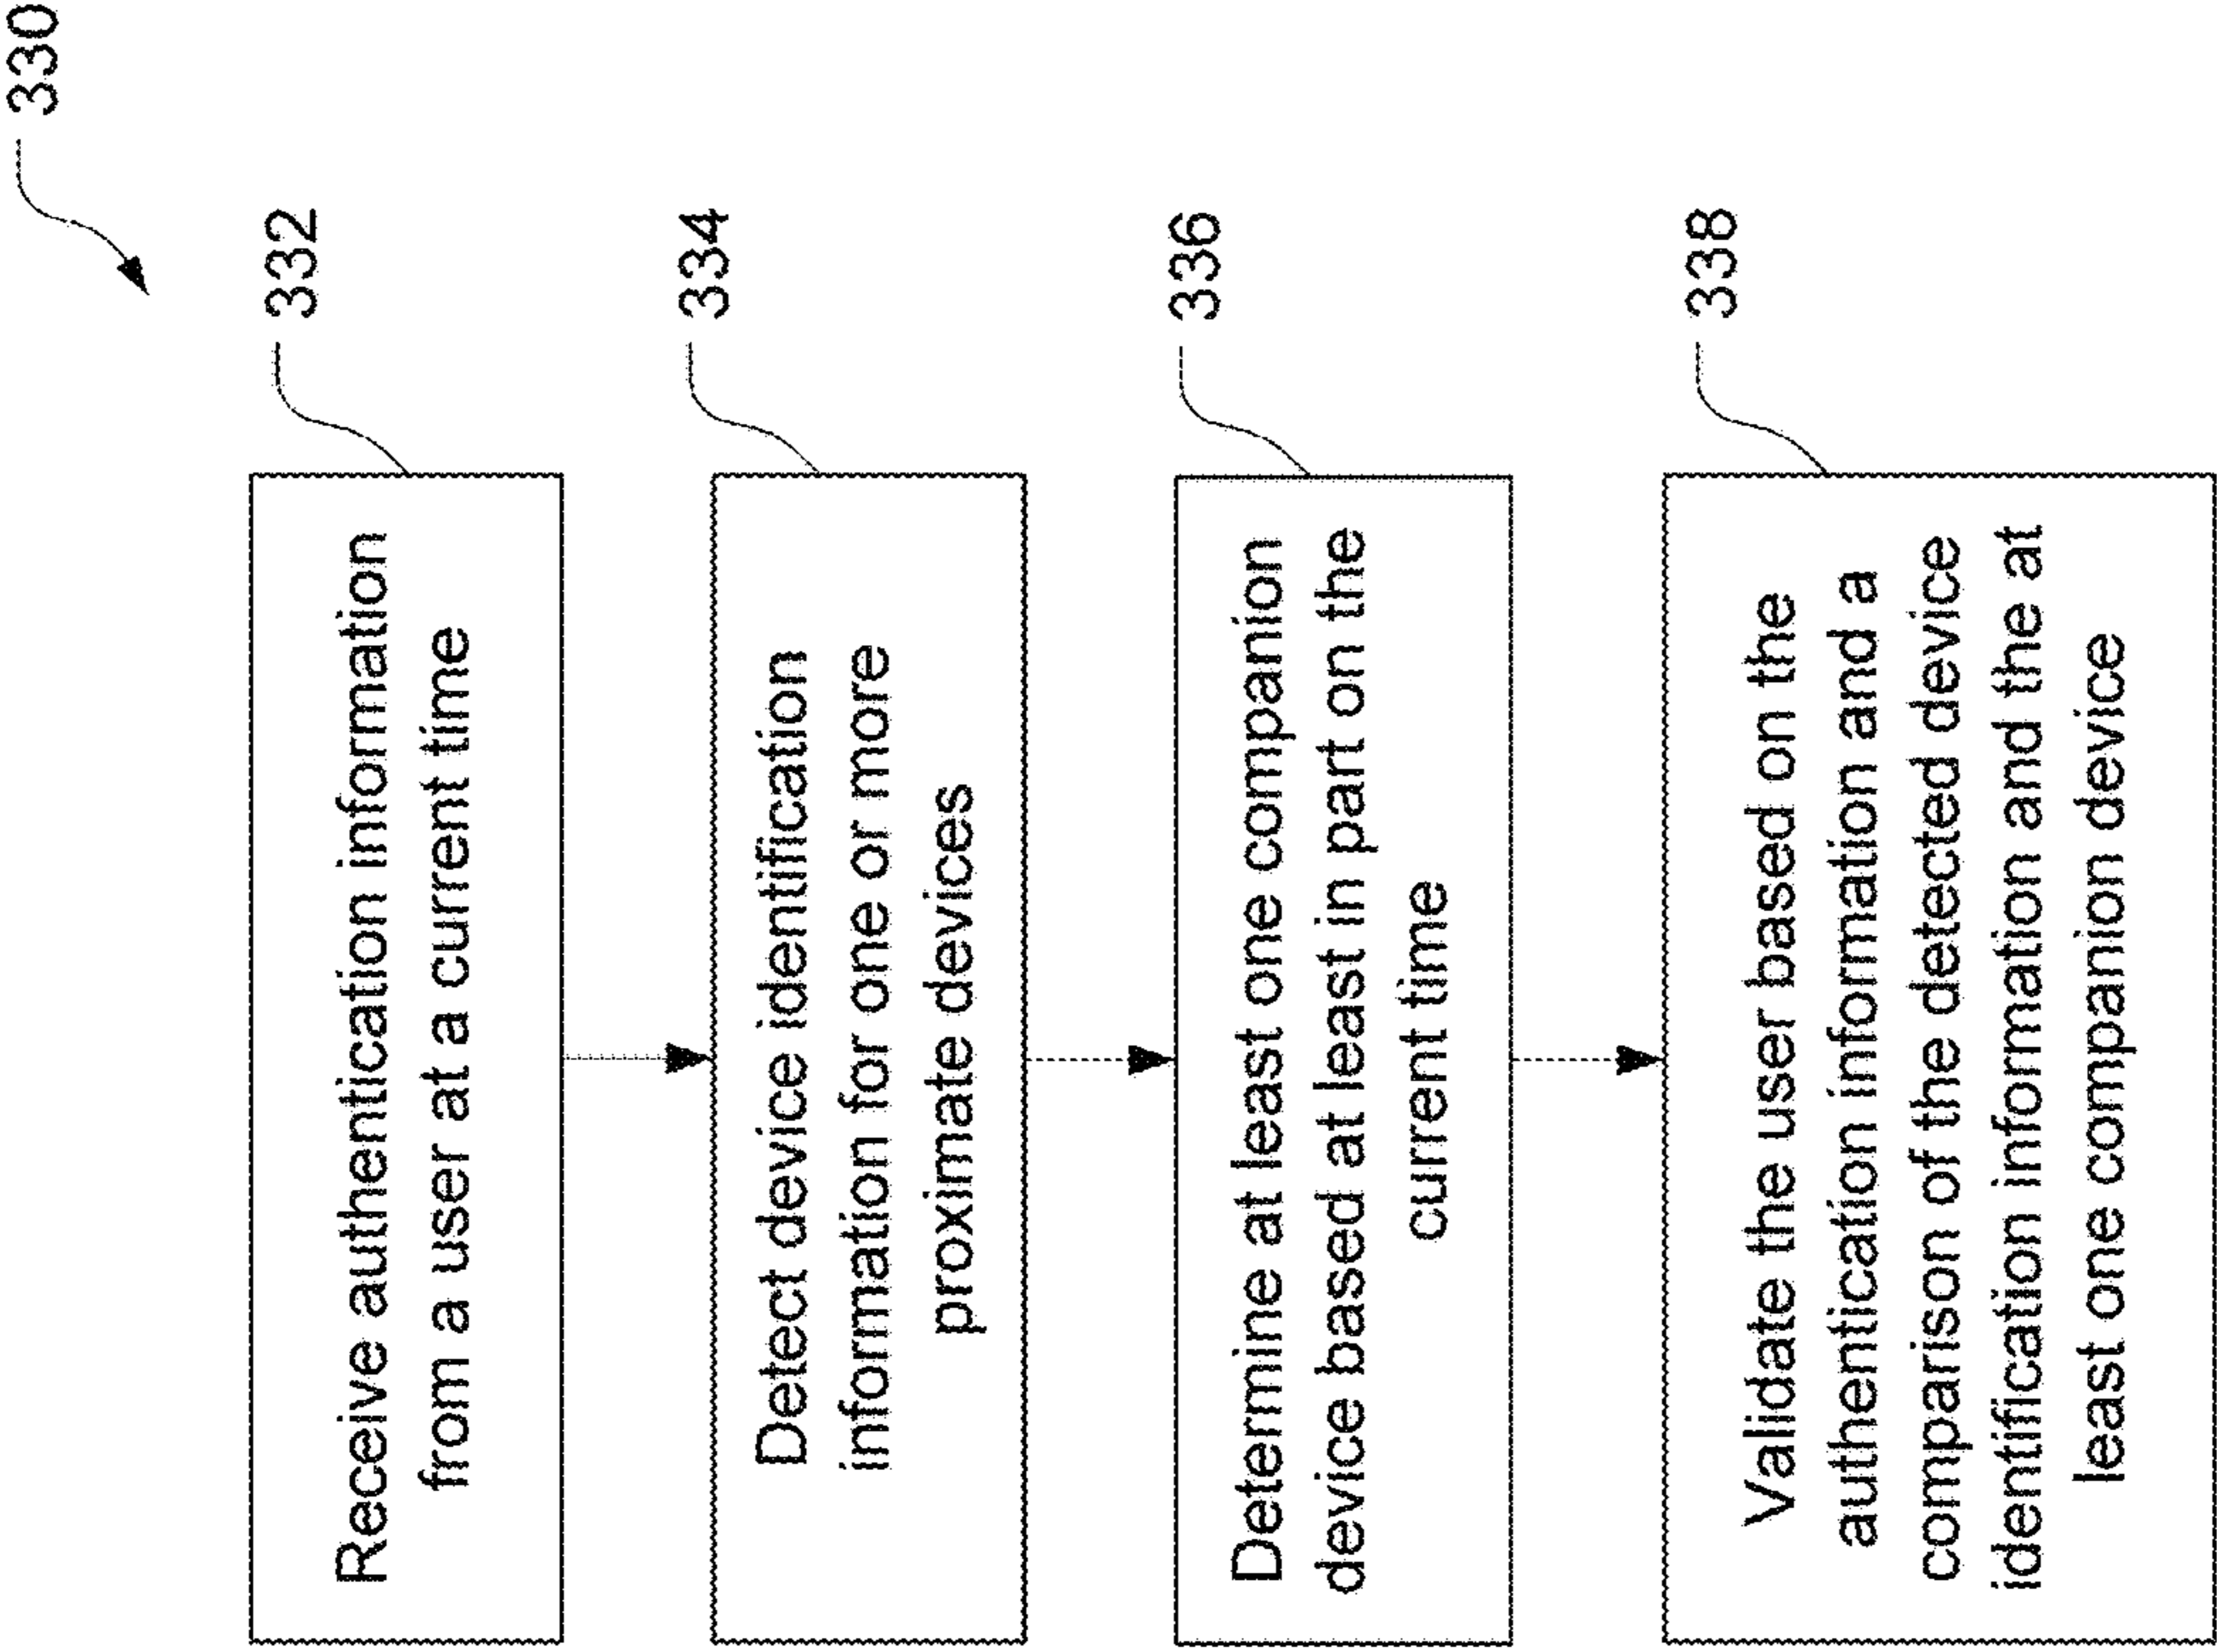 330
332
Receive authentication information
from a user at a current time
334
Detect device identification
information for one or more
proximate devices
336
Determine at least one companion
device based at least in part on the
current time
338
Validate the user based on the
authentication information and a
comparison of the detected device
identification information and the at
least one companion device